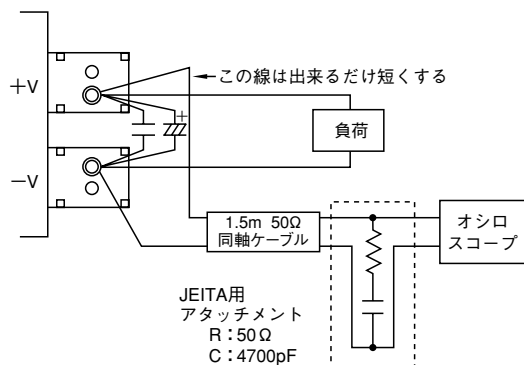 +V
この線は出来るだけ短くする
+
負荷
−V
1.5m 50Ω
同軸ケーブル
オシロ
スコープ
JEITA用
アタッチメント
R：50Ω
C：4700pF